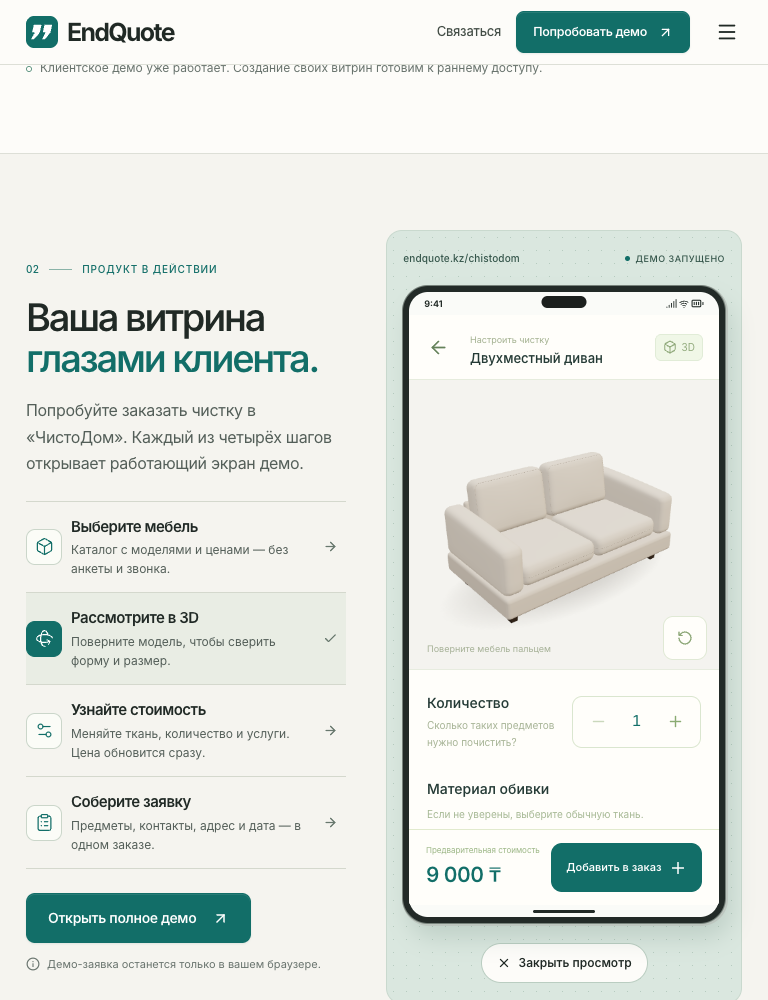 EndQuote
Связаться
Попробовать демо
Клиентское демо уже работает. Создание своих витрин готовим к раннему доступу.
02
ПРОДУКТ В ДЕЙСТВИИ
Ваша витрина
глазами клиента.
Попробуйте заказать чистку в
«ЧистоДом». Каждый из четырёх шагов
открывает работающий экран демо.
Выберите мебель
Каталог с моделями и ценами — без
анкеты и звонка.
Рассмотрите в 3D
Поверните модель, чтобы сверить
форму и размер.
Узнайте стоимость
Меняйте ткань, количество и услуги.
Цена обновится сразу.
Соберите заявку
Предметы, контакты, адрес и дата — в
одном заказе.
Открыть полное демо
Демо-заявка останется только в вашем браузере.
endquote.kz/chistodom
ДЕМО ЗАПУЩЕНО
9:41
Настроить чистку
Двухместный диван
3D
Поверните мебель пальцем
Количество
Сколько таких предметов
нужно почистить?
1
Материал обивки
Если не уверены, выберите обычную ткань.
Предварительная стоимость
9 000 ₸
Добавить в заказ
Закрыть просмотр